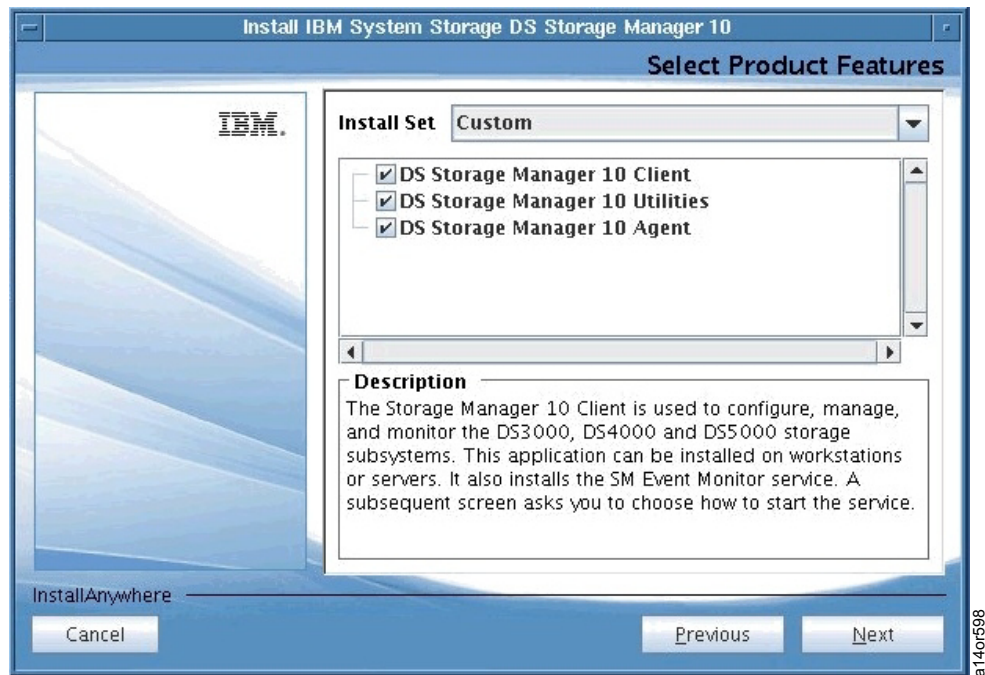 Install IBM System Storage DS Storage Manager 10
Select Product Features
IBM.
Install Set Custom
DS Storage Manager 10 Client
DS Storage Manager 10 Utilities
DS Storage Manager 10 Agent
Description
The Storage Manager 10 Client is used to configure, manage,
and monitor the DS3000, DS4000 and DS5000 storage
subsystems. This application can be installed on workstations
or servers. It also installs the SM Event Monitor service. A
subsequent screen asks you to choose how to start the service.
InstallAnywhere
Cancel Previous Next
a14or598